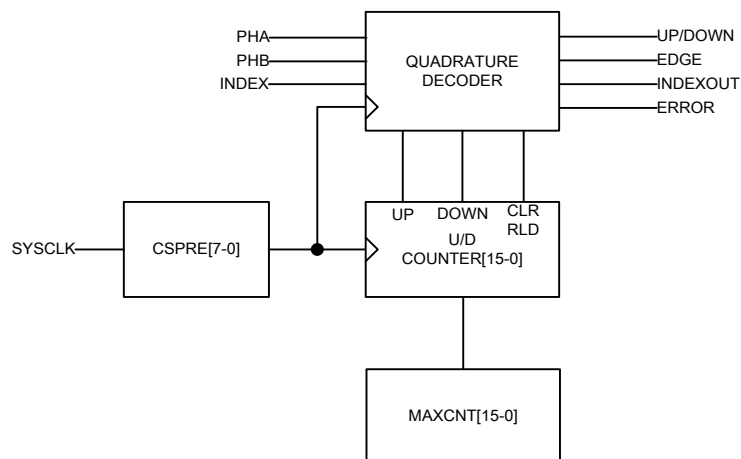 PHA
PHB
INDEX
QUADRATURE
DECODER
UP/DOWN
EDGE
INDEXOUT
ERROR
UP
DOWN
CLR
RLD
U/D
COUNTER[15-0]
SYSCLK
CSPRE[7-0]
MAXCNT[15-0]